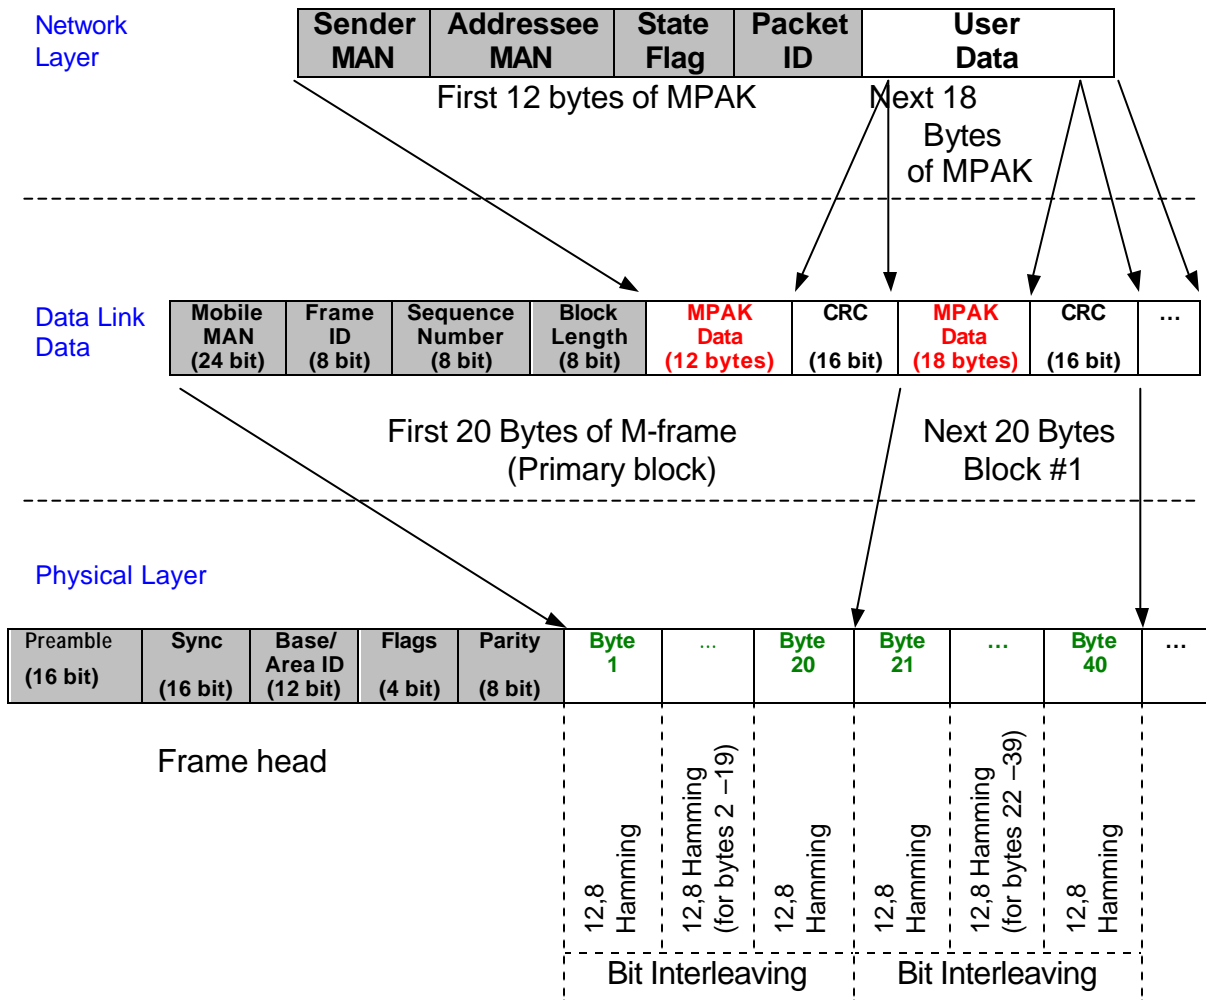 Network
Layer
Sender
MAN
Addressee
MAN
State
Flag
Packet
ID
User
Data
First 12 bytes of MPAK
Next 18
Bytes
of MPAK
Data Link
Data
Mobile
MAN
(24 bit)
Frame
ID
(8 bit)
Sequence
Number
(8 bit)
Block
Length
(8 bit)
MPAK
Data
(12 bytes)
CRC
(16 bit)
MPAK
Data
(18 bytes)
CRC
(16 bit)
...
First 20 Bytes of M-frame
(Primary block)
Next 20 Bytes
Block #1
Physical Layer
Preamble
(16 bit)
Sync
(16 bit)
Base/
Area ID
(12 bit)
Flags
(4 bit)
Parity
(8 bit)
Byte
1
...
Byte
20
Byte
21
...
Byte
40
...
Frame head
12,8
Hamming
12,8 Hamming
(for bytes 2 –19)
12,8
Hamming
12,8
Hamming
12,8 Hamming
(for bytes 22 –39)
12,8
Hamming
Bit Interleaving
Bit Interleaving